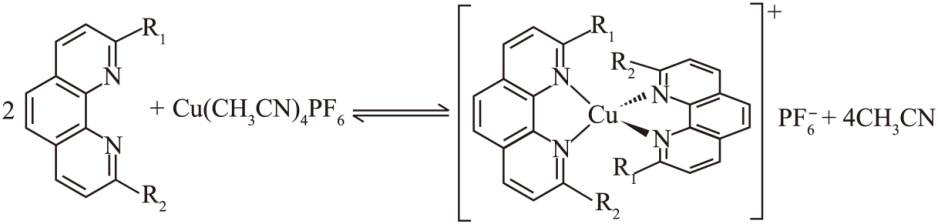 R₁
N
2
+ Cu(CH₃CN)₄PF₆
N
R₂
+
R₁
R₂
N
N
Cu
N
N
R₁
R₂
PF₆⁻ + 4CH₃CN